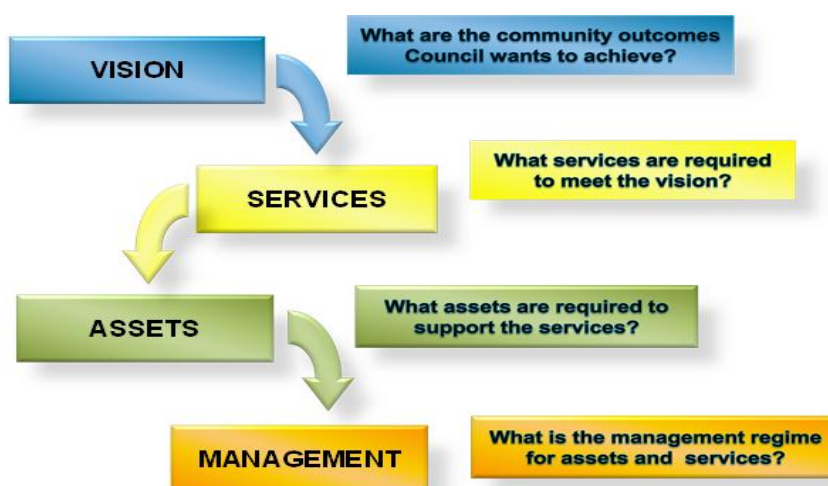 VISION
What are the community outcomes
Council wants to achieve?
SERVICES
What services are required
to meet the vision?
ASSETS
What assets are required to
support the services?
MANAGEMENT
What is the management regime
for assets and services?